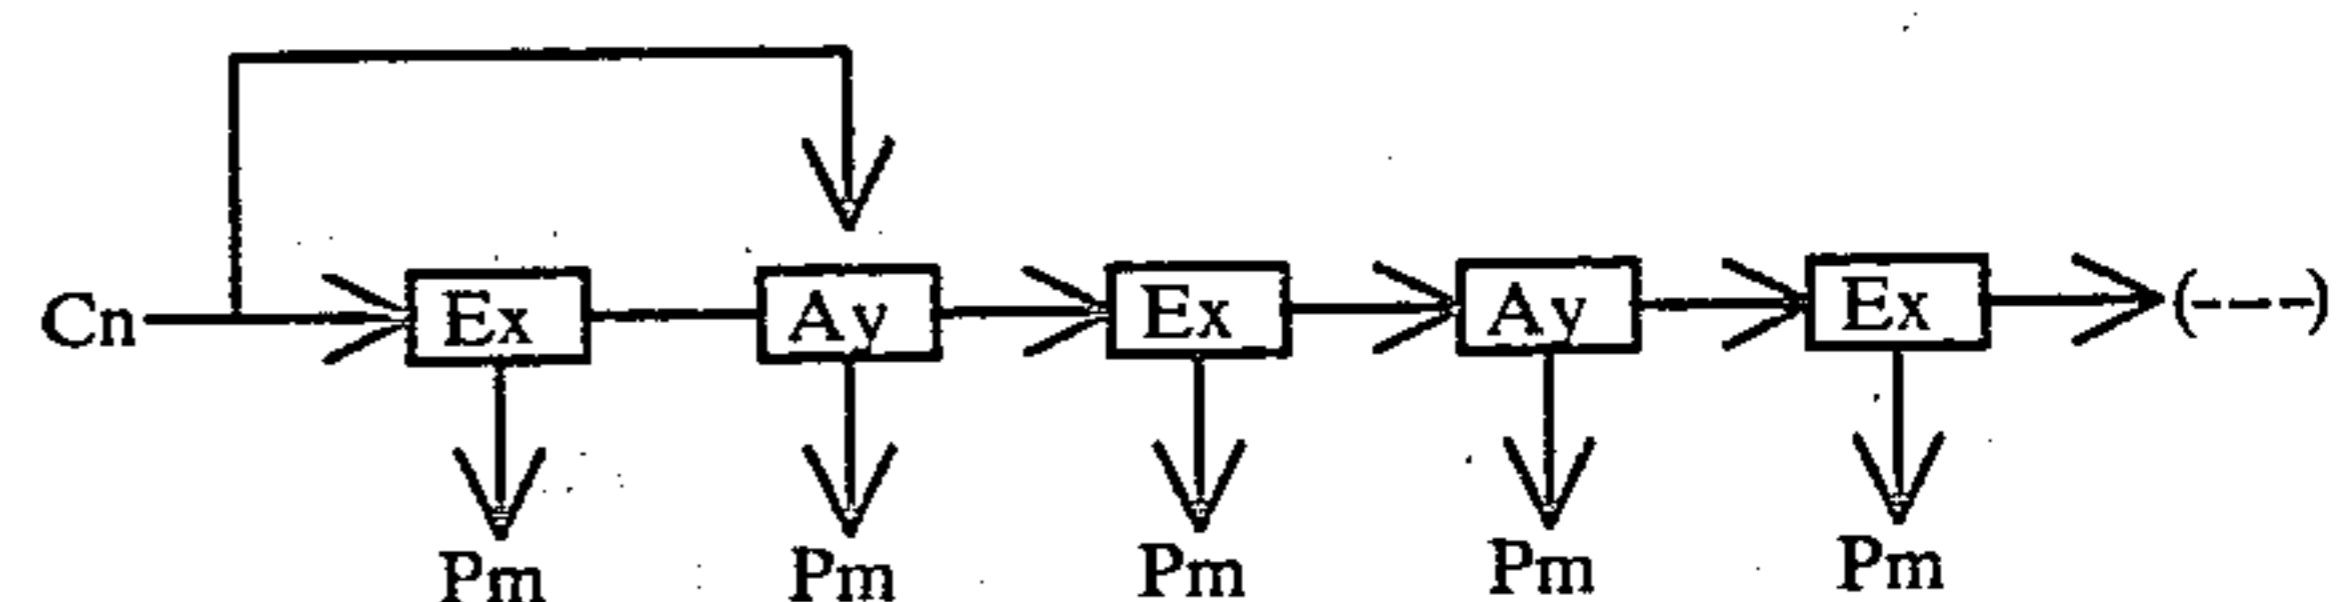 Cn Ex Ay Ex Ay Ex (---)
Pm Pm Pm Pm Pm